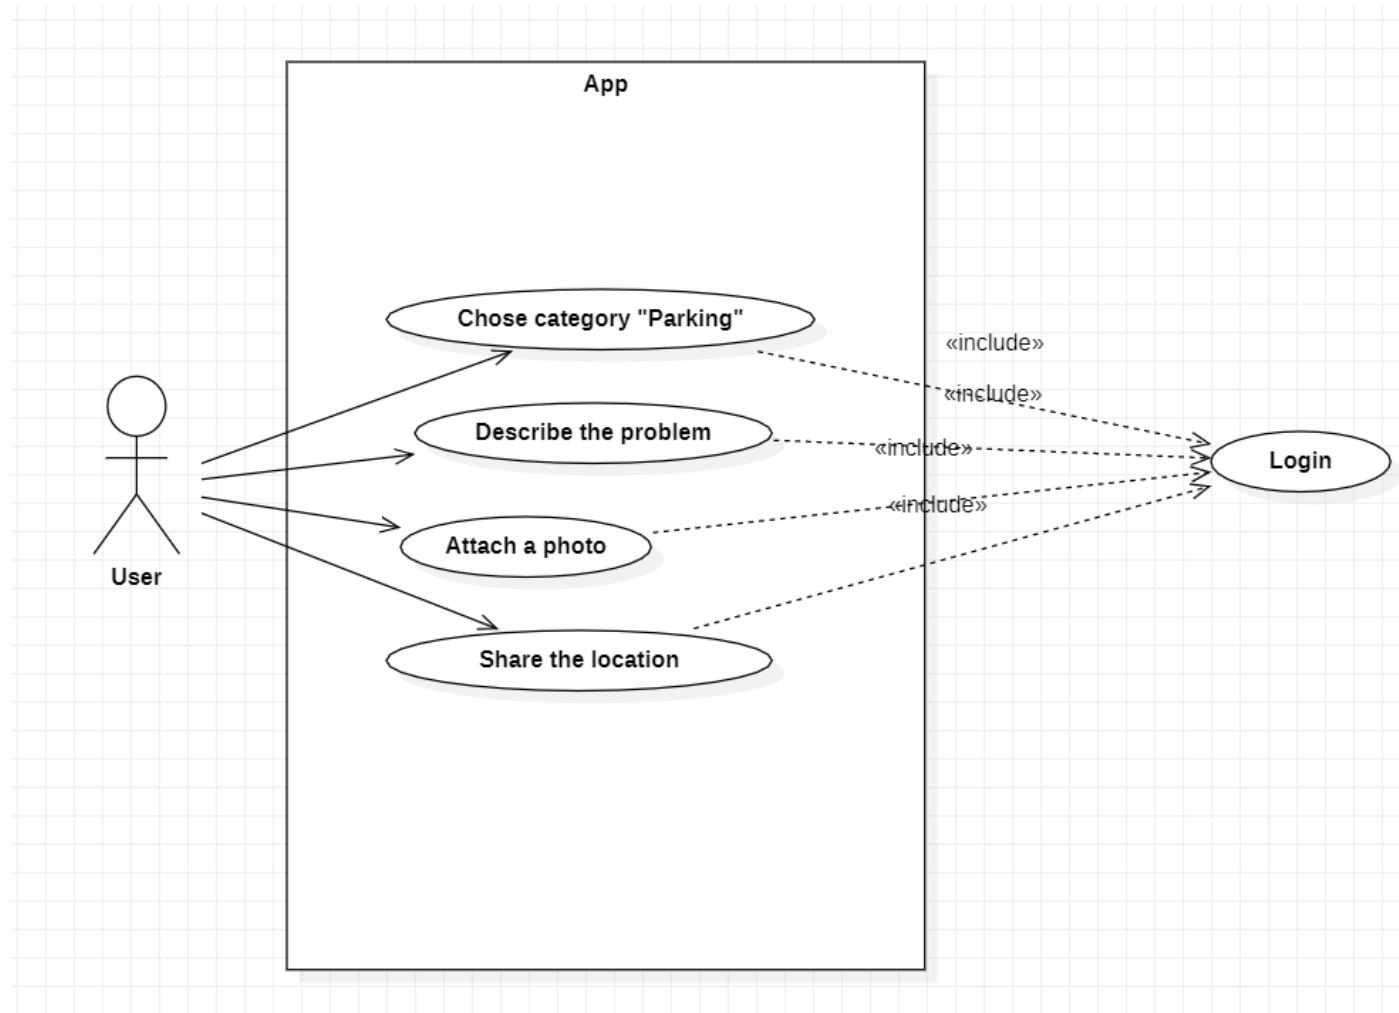 App
Chose category "Parking"
«include»
«include»
Describe the problem
«include»
Login
«include»
Attach a photo
User
Share the location